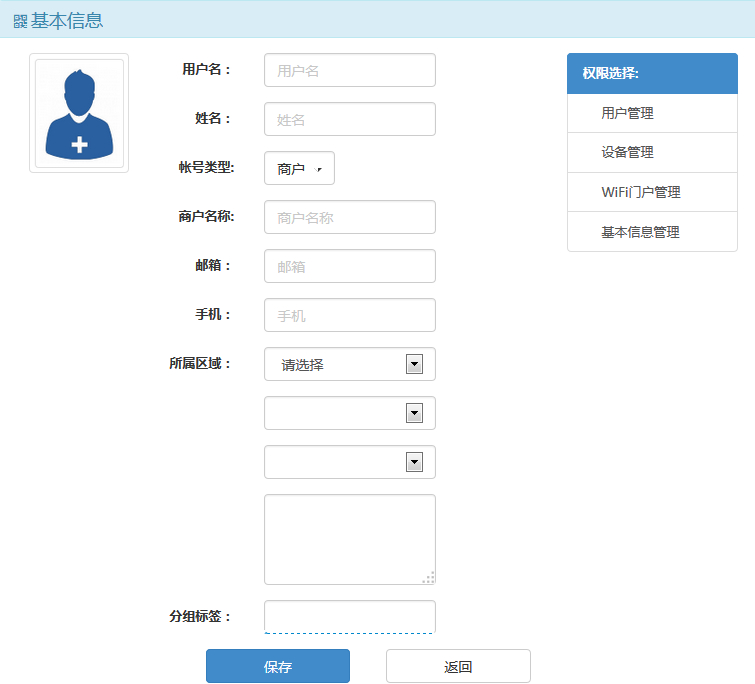 基本信息
用户名：
用户名
姓名：
姓名
帐号类型:
商户
商户名称:
商户名称
邮箱：
邮箱
手机：
手机
所属区域：
请选择
分组标签：
保存
返回
权限选择:
用户管理
设备管理
WiFi门户管理
基本信息管理